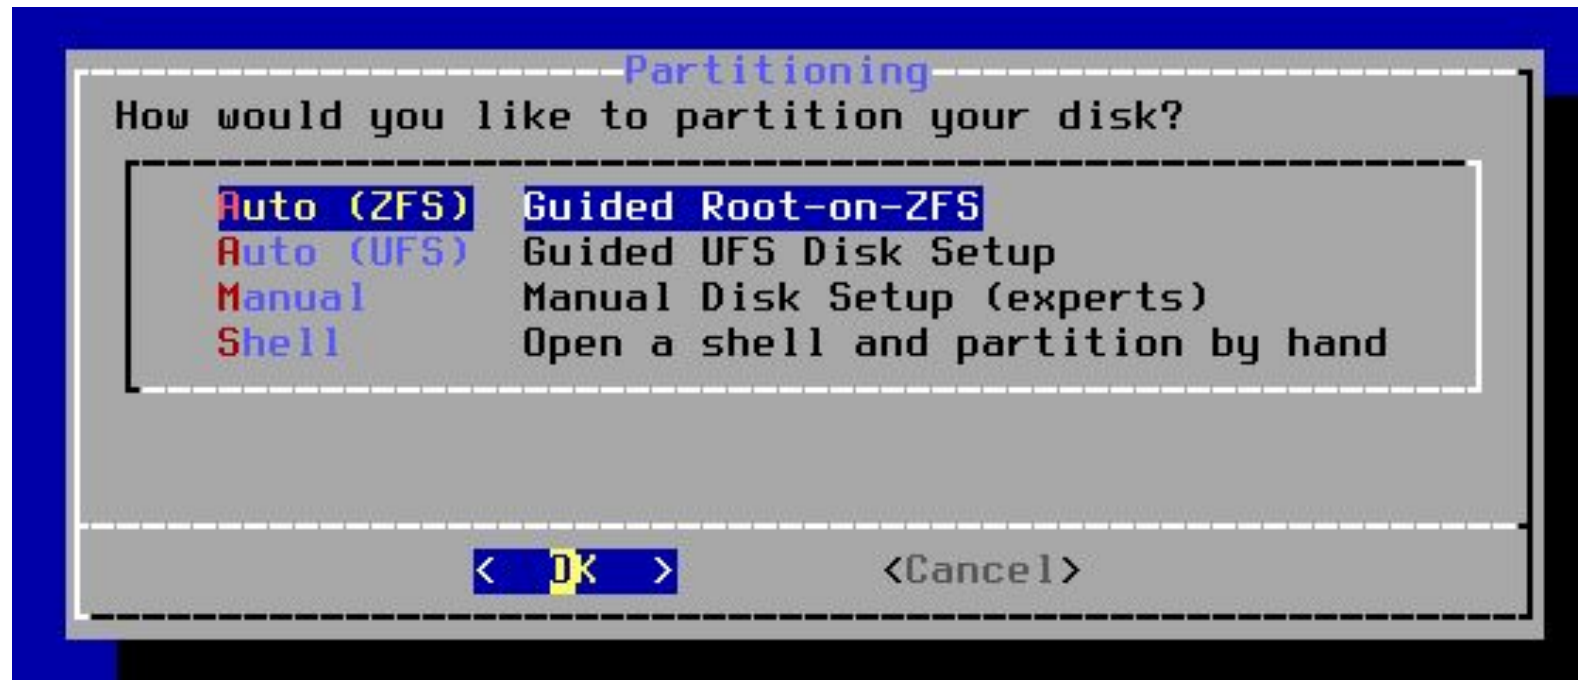 Partitioning
How would you like to partition your disk?
Auto (ZFS) Guided Root-on-ZFS
Auto (UFS) Guided UFS Disk Setup
Manual Manual Disk Setup (experts)
Shell Open a shell and partition by hand
< OK > <Cancel>